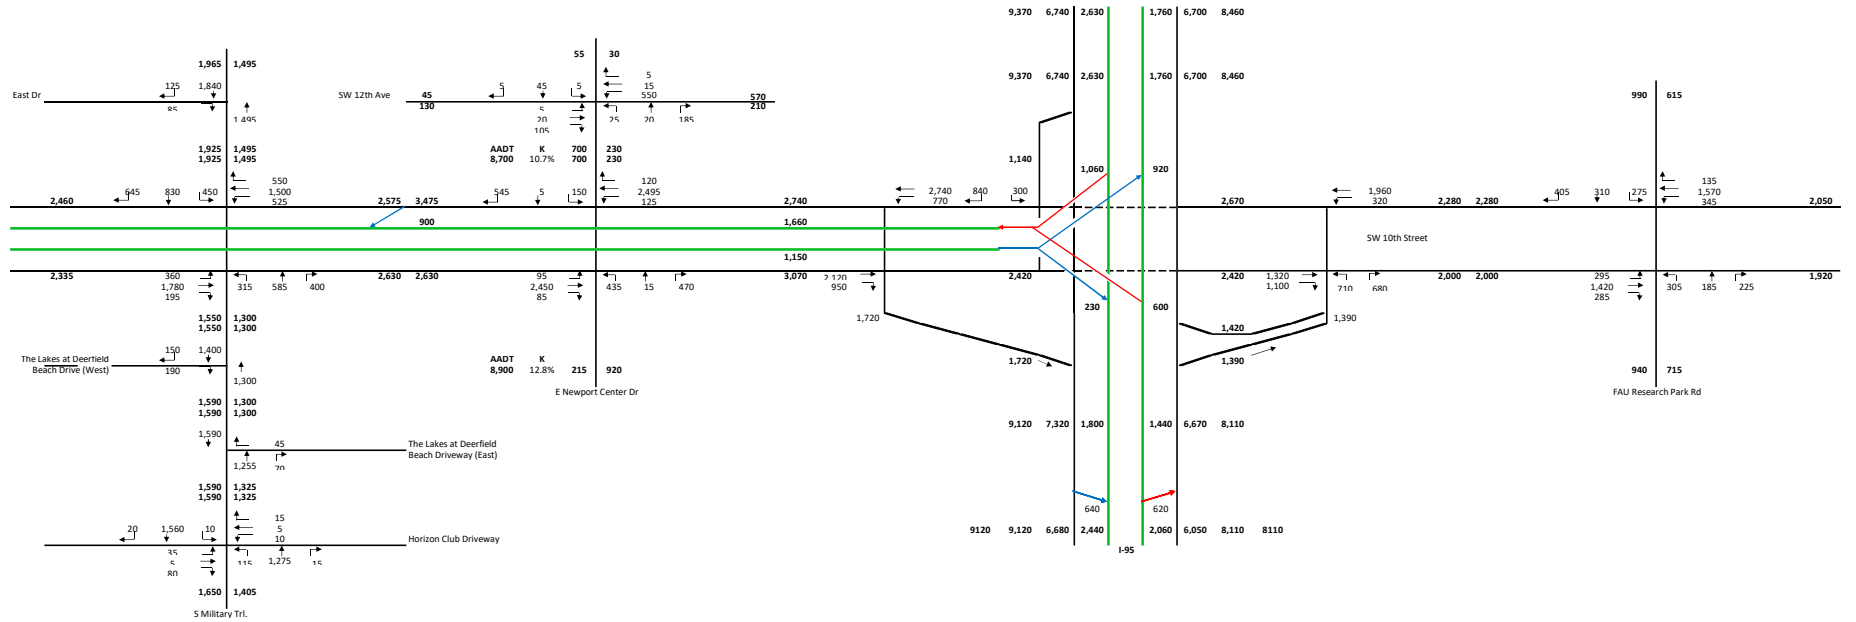 9,370 6,740 2,630 1,760 6,700 8,460
55 30
1,965 1,495
9,370 6,740 2,630 1,760 6,700 8,460
5
125 1,840 5 45 5 15
East Dr SW 12th Ave 45 550 570 990 615
85 130 5 210
1,495 20 25 20 185
105
1,925 1,495 AADT K 700 230
1,925 1,495 8,700 10.7% 700 230 1,140 1,060 920
550 120 135
645 830 450 1,500 545 5 150 2,495 2,740 840 300 1,960 405 310 275 1,570
2,460 525 2,575 3,475 125 2,740 770 2,670 320 2,280 2,280 345 2,050
900 1,660
SW 10th Street
1,150
2,335 360 2,630 2,630 95 3,070 2,120 2,420 2,420 1,320 2,000 2,000 295 1,920
1,780 315 585 400 2,450 435 15 470 950 1,100 710 680 1,420 305 185 225
195 85 285
230 600
1,550 1,300 1,720 1,390
1,550 1,300 1,420
150 1,400
The Lakes at Deerfield AADT K 1,720 1,390
Beach Drive (West) 190 8,900 12.8% 215 920 940 715
1,300
E Newport Center Dr FAU Research Park Rd
1,590 1,300
1,590 1,300
9,120 7,320 1,800 1,440 6,670 8,110
1,590 45 The Lakes at Deerfield
Beach Driveway (East)
1,255 70
1,590 1,325
1,590 1,325
640 620
15
20 1,560 10 5 9120 9,120 6,680 2,440 2,060 6,050 8,110 8110
10 Horizon Club Driveway
35 I-95
5 115 1,275 15
80
1,650 1,405
S Military Trl.